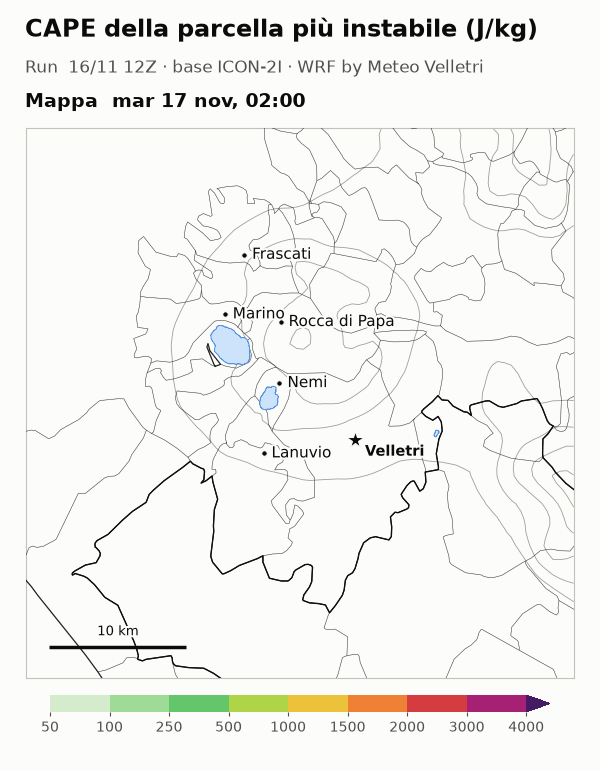 CAPE della parcella più instabile (J/kg)
Run  16/11 12Z · base ICON-2I · WRF by Meteo Velletri
Mappa  mar 17 nov, 02:00
Frascati
Marino
Rocca di Papa
Nemi
Velletri
Lanuvio
10 km
50 100 250 500 1000 1500 2000 3000 4000